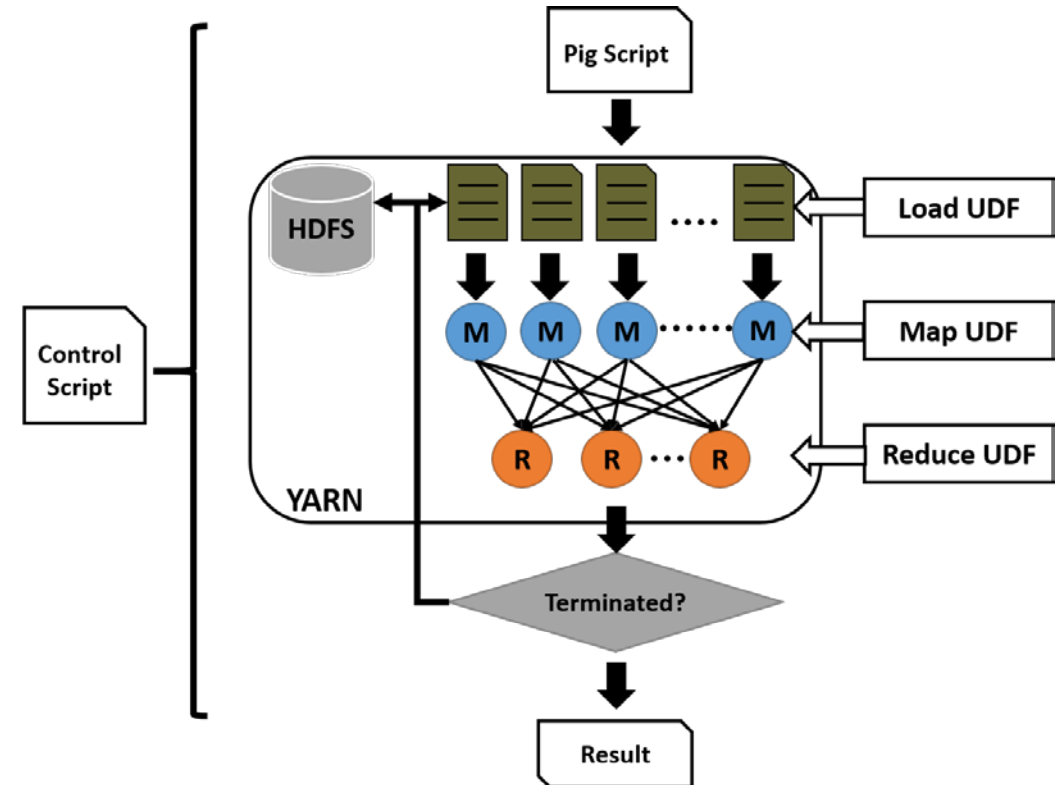 Pig Script
HDFS
....
Load UDF
M
M
M
......
M
Map UDF
Control
Script
R
R
...
R
Reduce UDF
YARN
Terminated?
Result